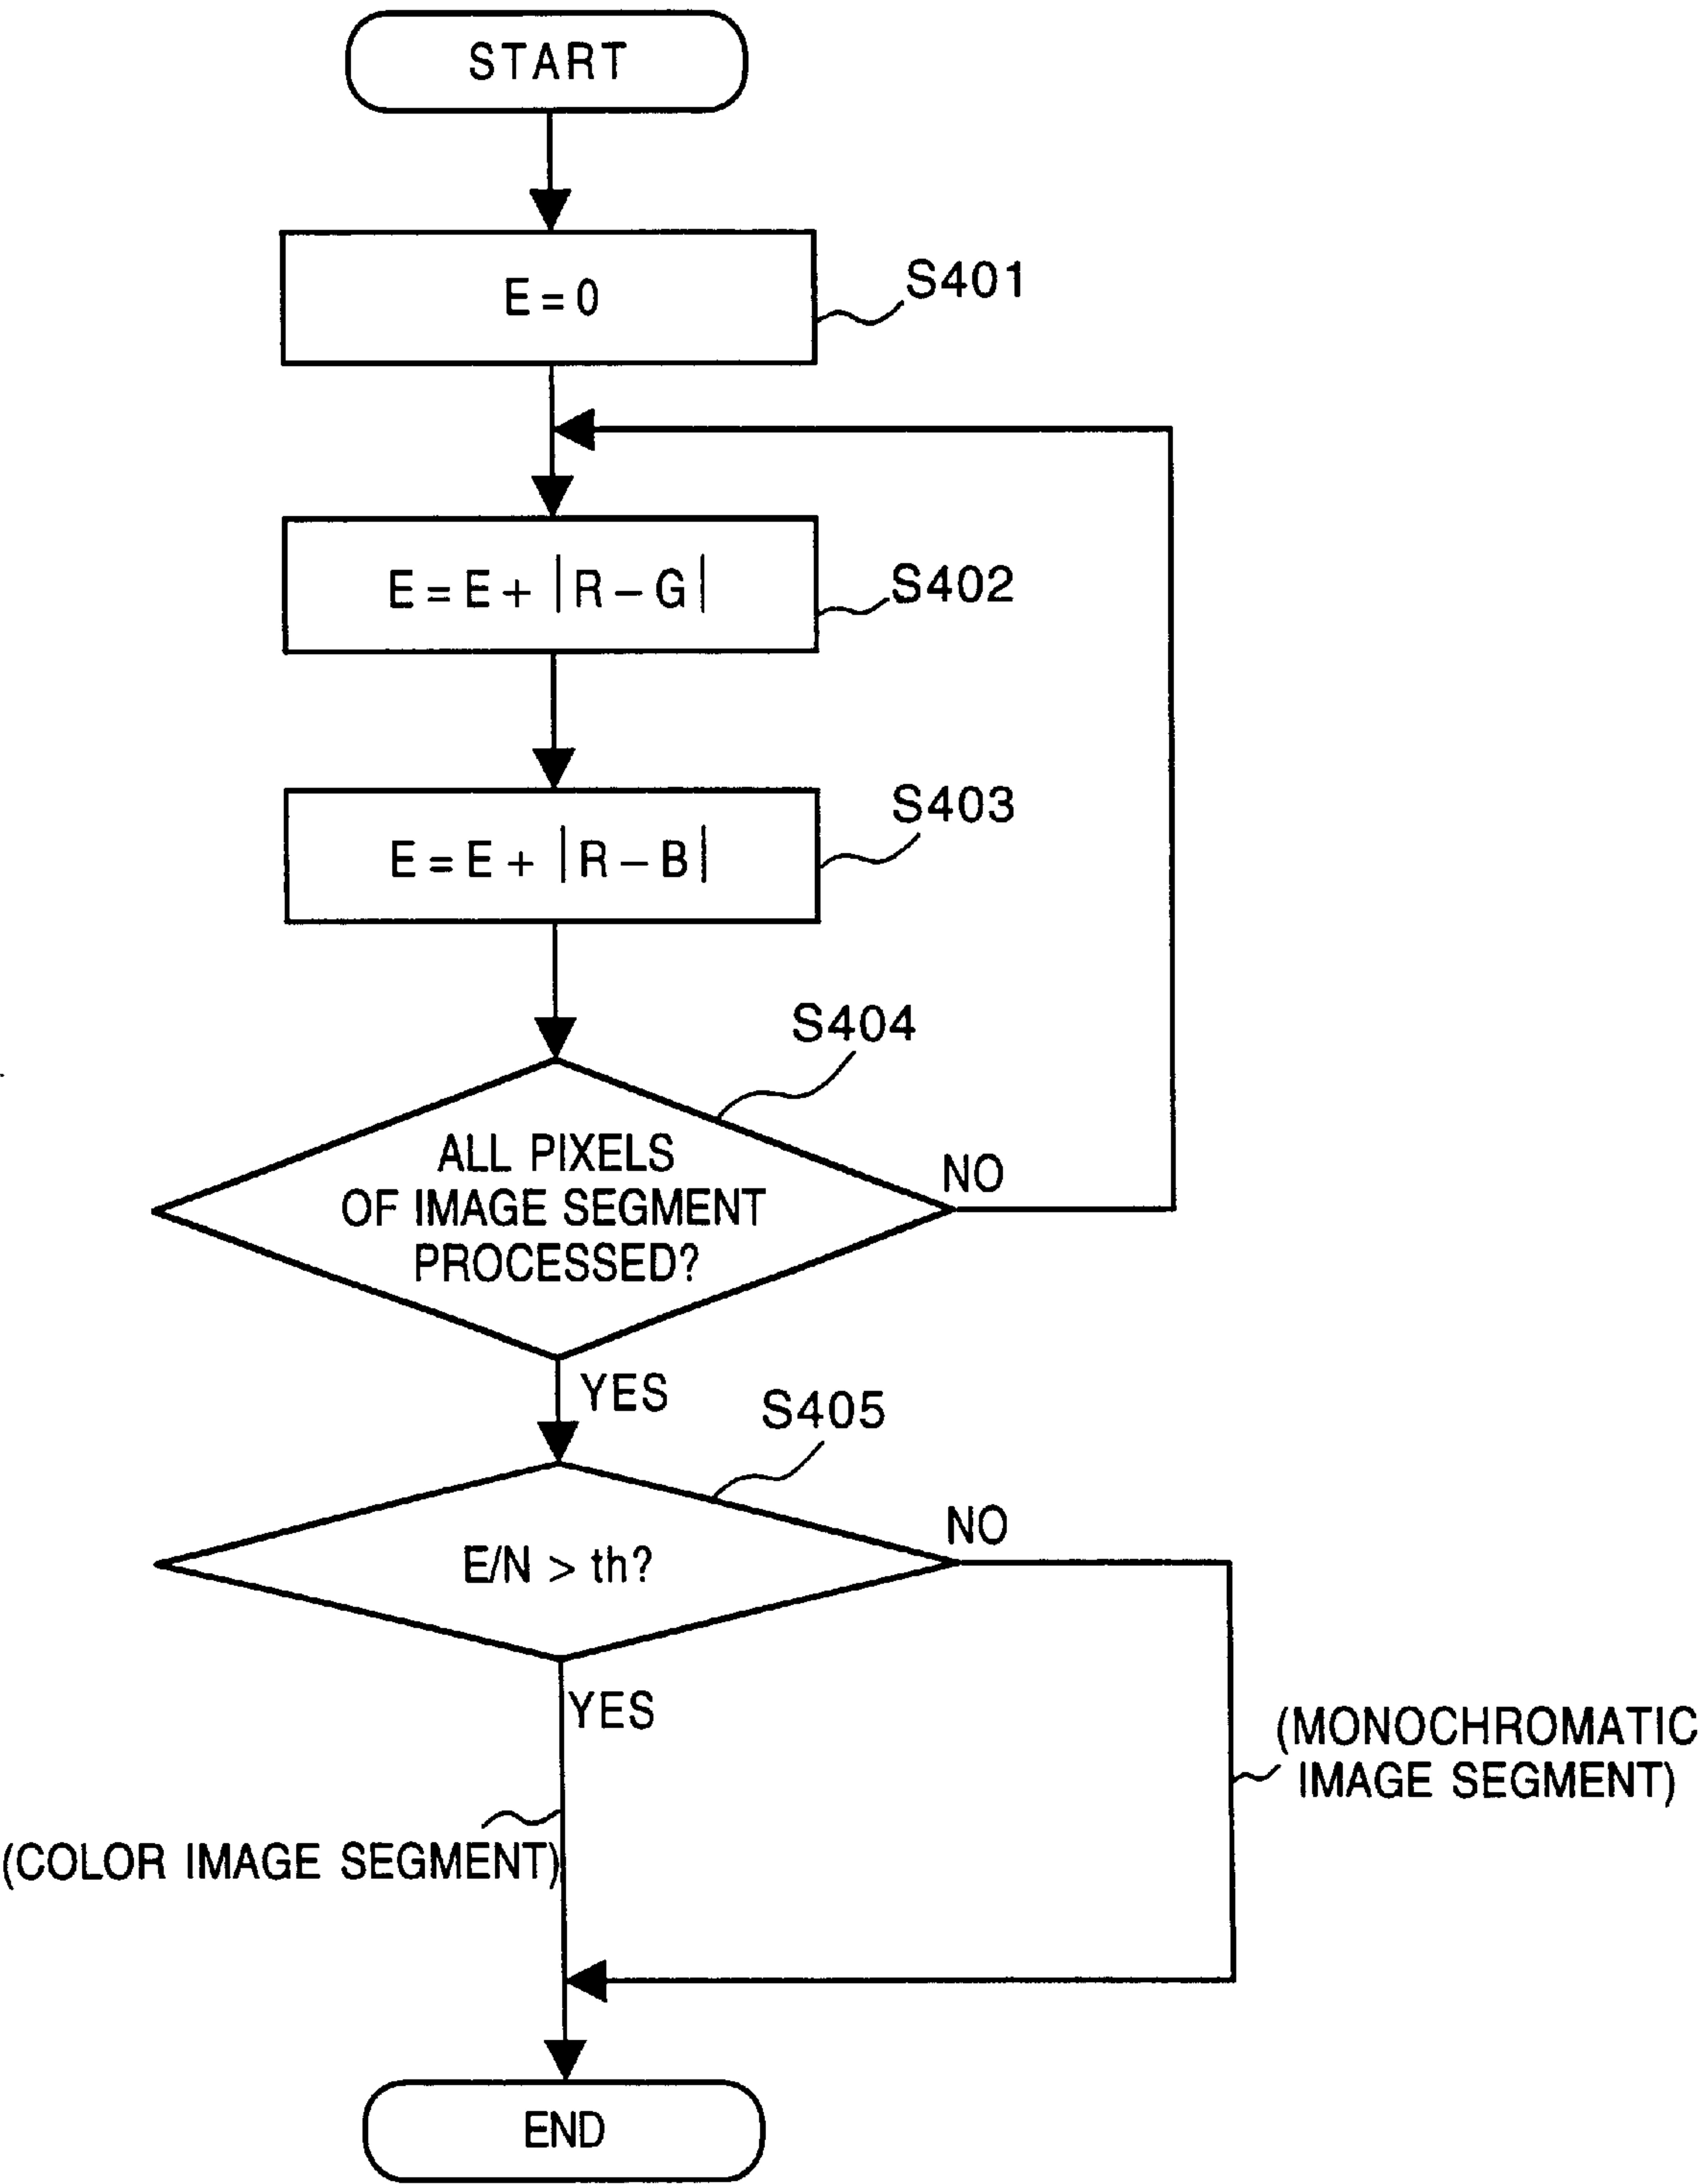 START
E = 0
S401
E = E + |R – G|
S402
S403
E = E + |R – B|
S404
ALL PIXELS
OF IMAGE SEGMENT
PROCESSED?
NO
YES
S405
E/N > th?
NO
YES
(MONOCHROMATIC
IMAGE SEGMENT)
(COLOR IMAGE SEGMENT)
END